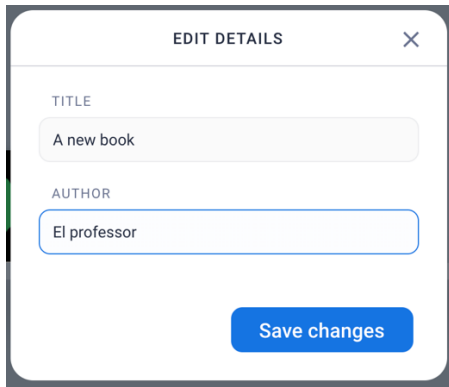 EDIT DETAILS
TITLE
A new book
AUTHOR
El professor
Save changes